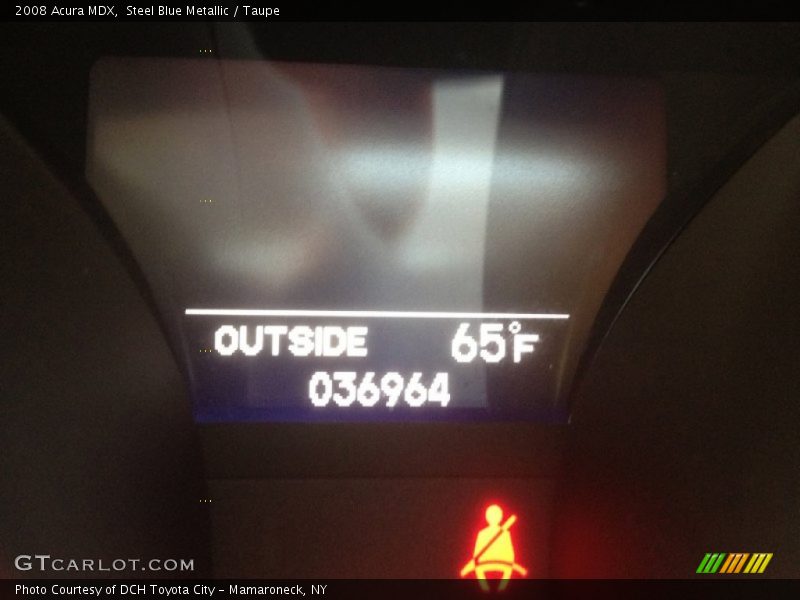 2008 Acura MDX, Steel Blue Metallic / Taupe
OUTSIDE 65°F
036964
GTCARLOT.COM
Photo Courtesy of DCH Toyota City - Mamaroneck, NY